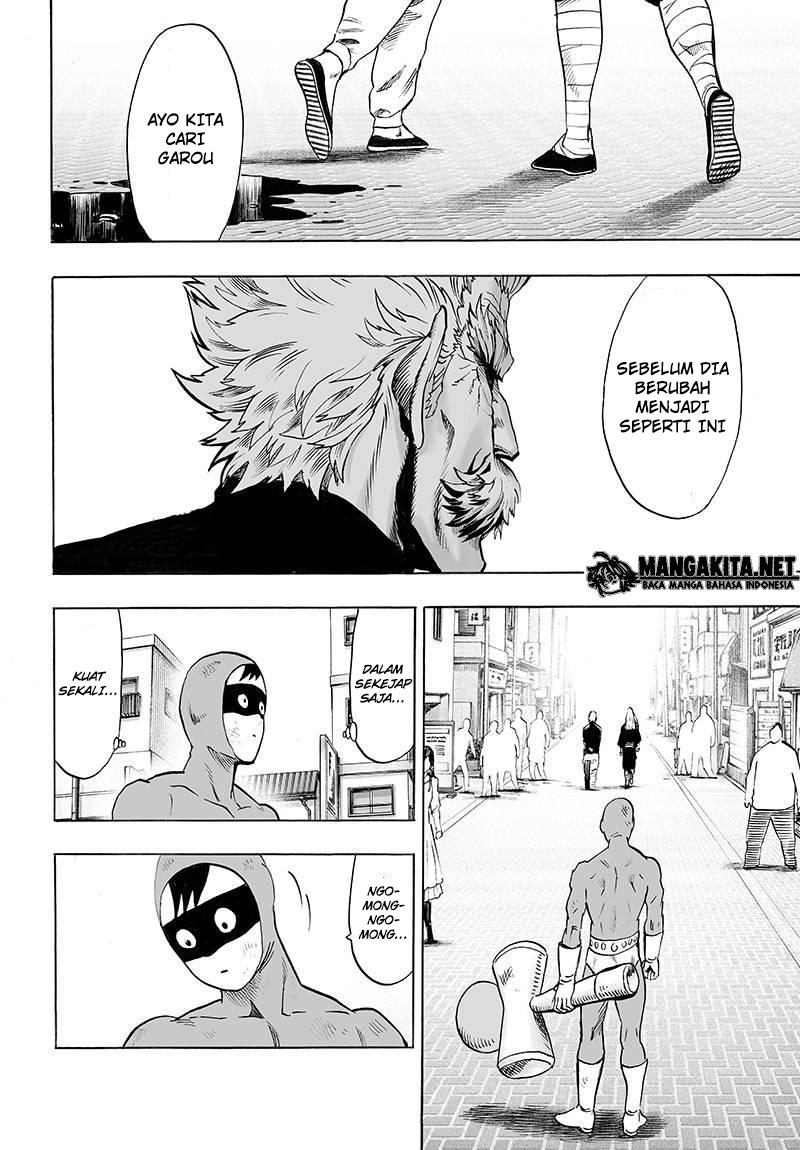 AYO KITA
CARI
GAROU
SEBELUM DIA
BERUBAH
MENJADI
SEPERTI INI
MANGAKITA.NET
BACA MANGA BAHASA INDONESIA
DALAM
SEKEJAP
SAJA...
KUAT
SEKALI...
NGO-
MONG-
NGO-
MONG...